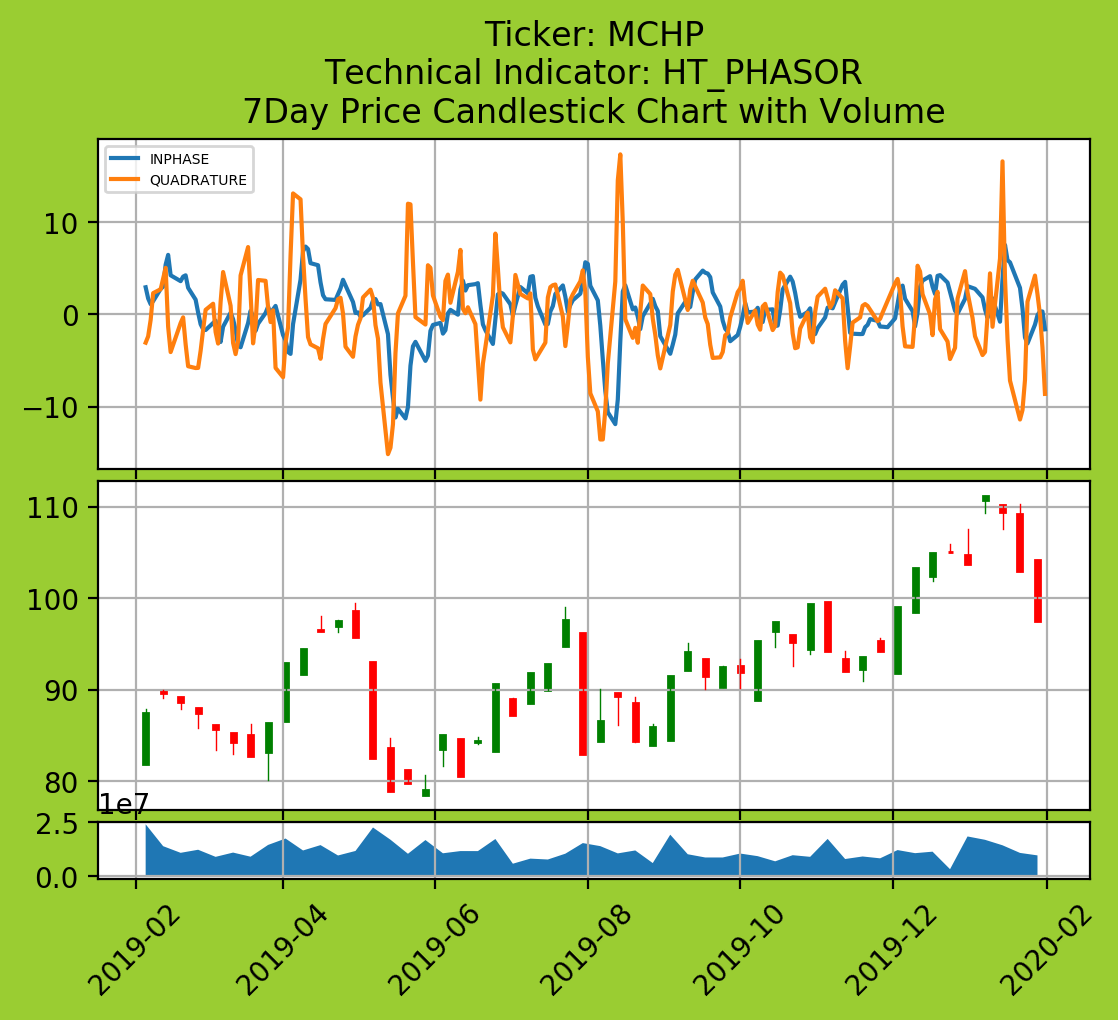 Ticker: MCHP
Technical Indicator: HT_PHASOR
7Day Price Candlestick Chart with Volume
INPHASE
QUADRATURE
10
0
−10
110
100
90
80
1e7
2.5
0.0
2019-02
2019-04
2019-06
2019-08
2019-10
2019-12
2020-02